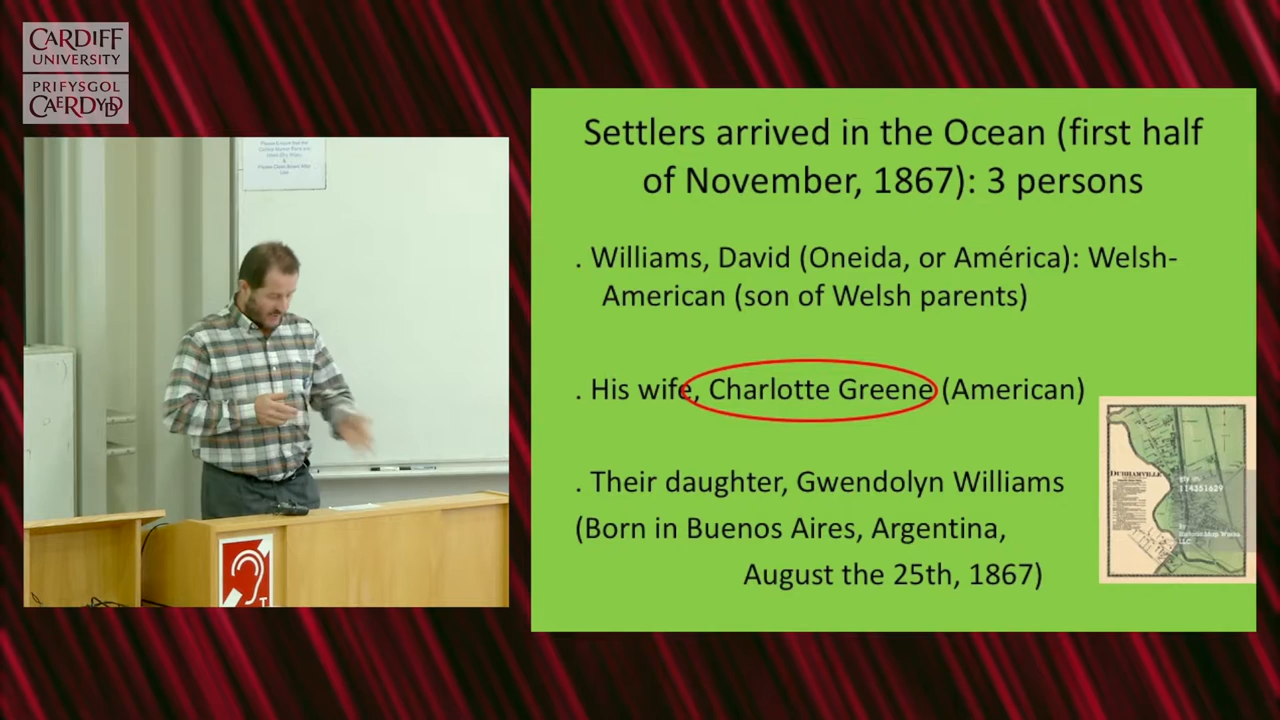 CARDIFF
UNIVERSITY
PRIFYSGOL
CAERDYDD
Settlers arrived in the Ocean (first half
of November, 1867): 3 persons
. Williams, David (Oneida, or América): Welsh-
American (son of Welsh parents)
. His wife, Charlotte Greene (American)
. Their daughter, Gwendolyn Williams
(Born in Buenos Aires, Argentina,
August the 25th, 1867)
DURHAMVILLE
114351629
T